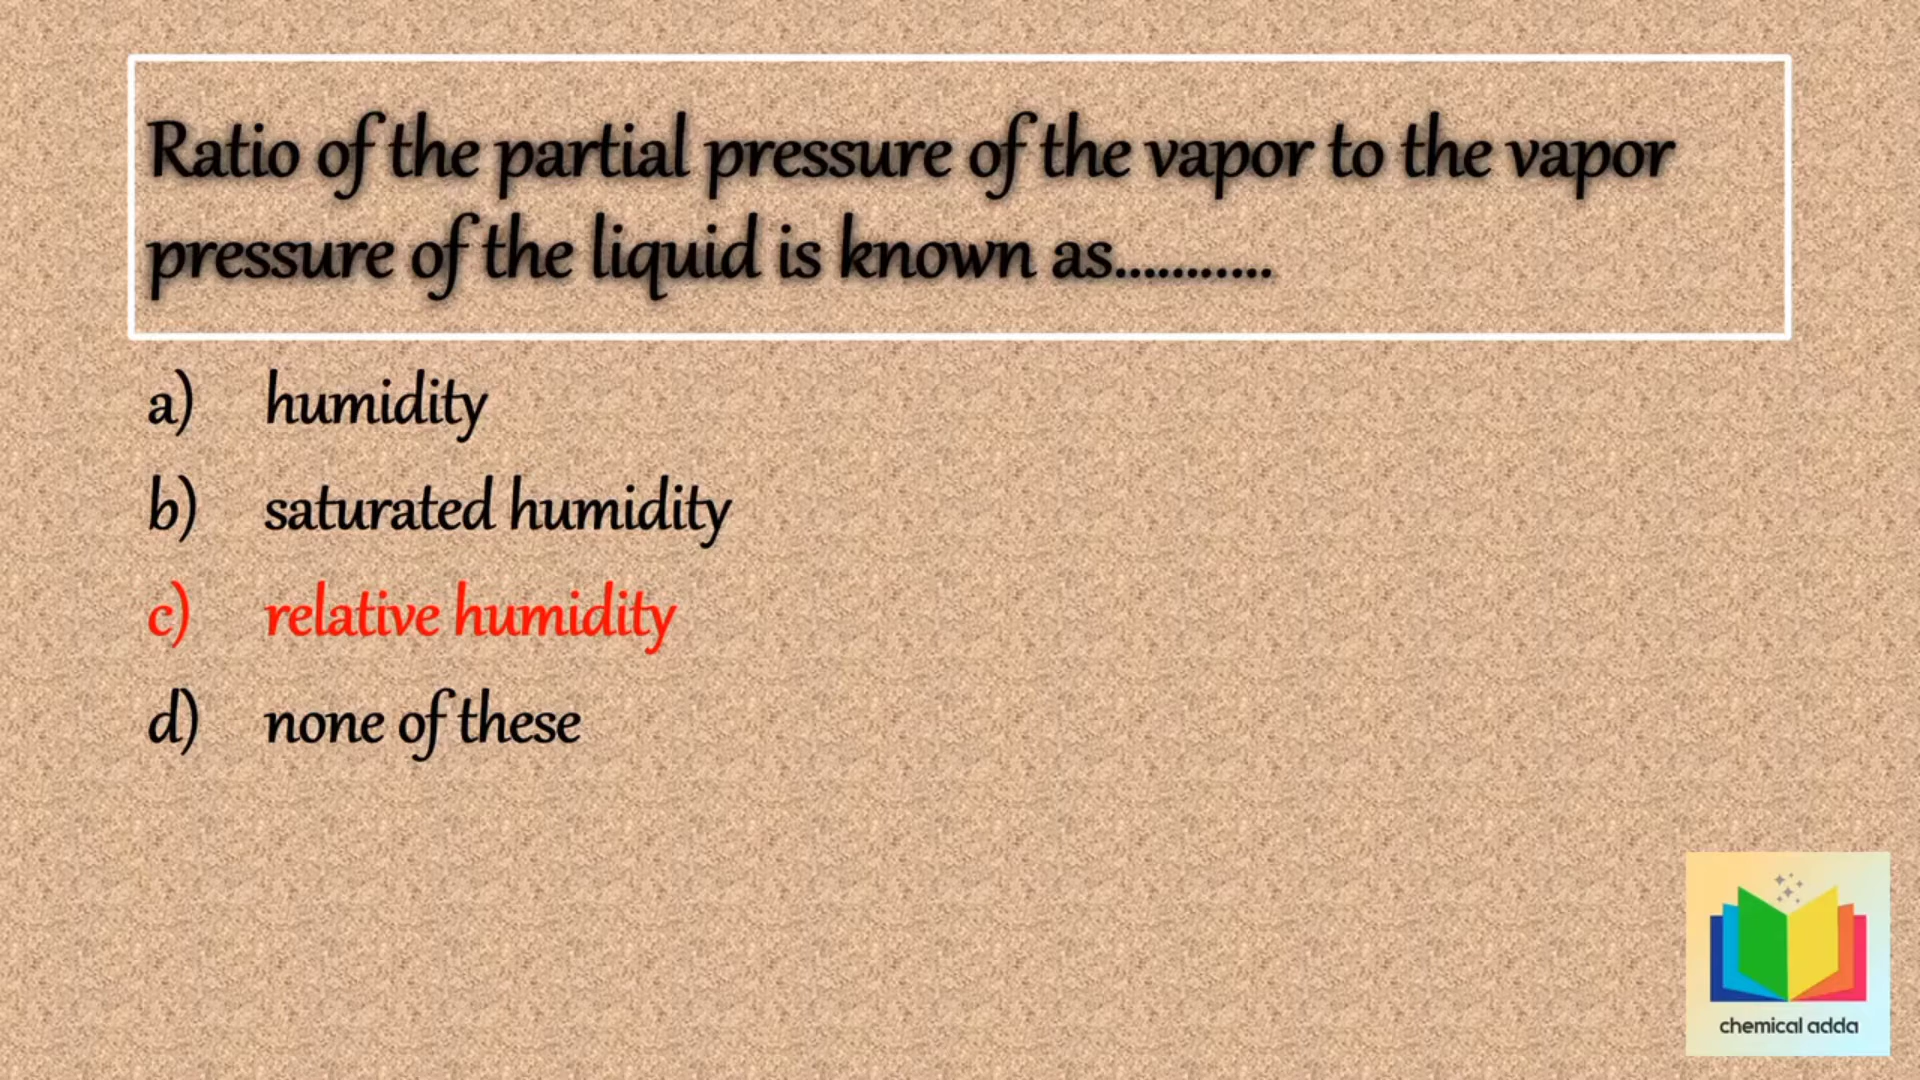 Ratio of the partial pressure of the vapor to the vapor
pressure of the liquid is known as...........
a) humidity
b) saturated humidity
c) relative humidity
d) none of these
chemical adda